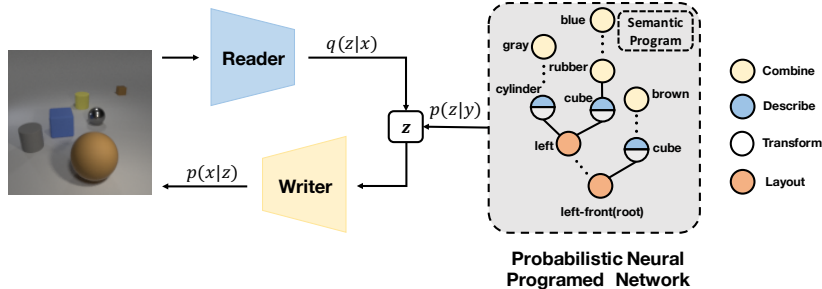 Reader
q(z|x)
z
p(z|y)
p(x|z)
Writer
Semantic
Program
blue
gray
rubber
cylinder
cube
brown
left
cube
left-front(root)
Combine
Describe
Transform
Layout
Probabilistic Neural
Programed Network